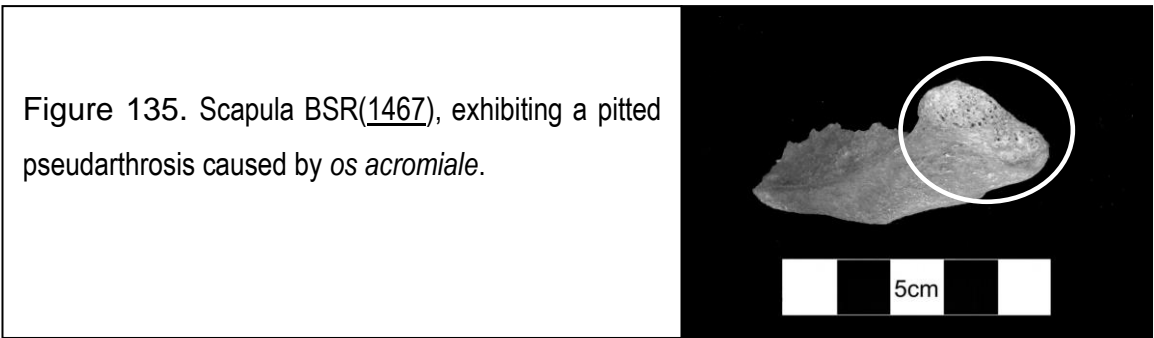 Figure 135. Scapula BSR(1467), exhibiting a pitted
pseudarthrosis caused by os acromiale.
5cm